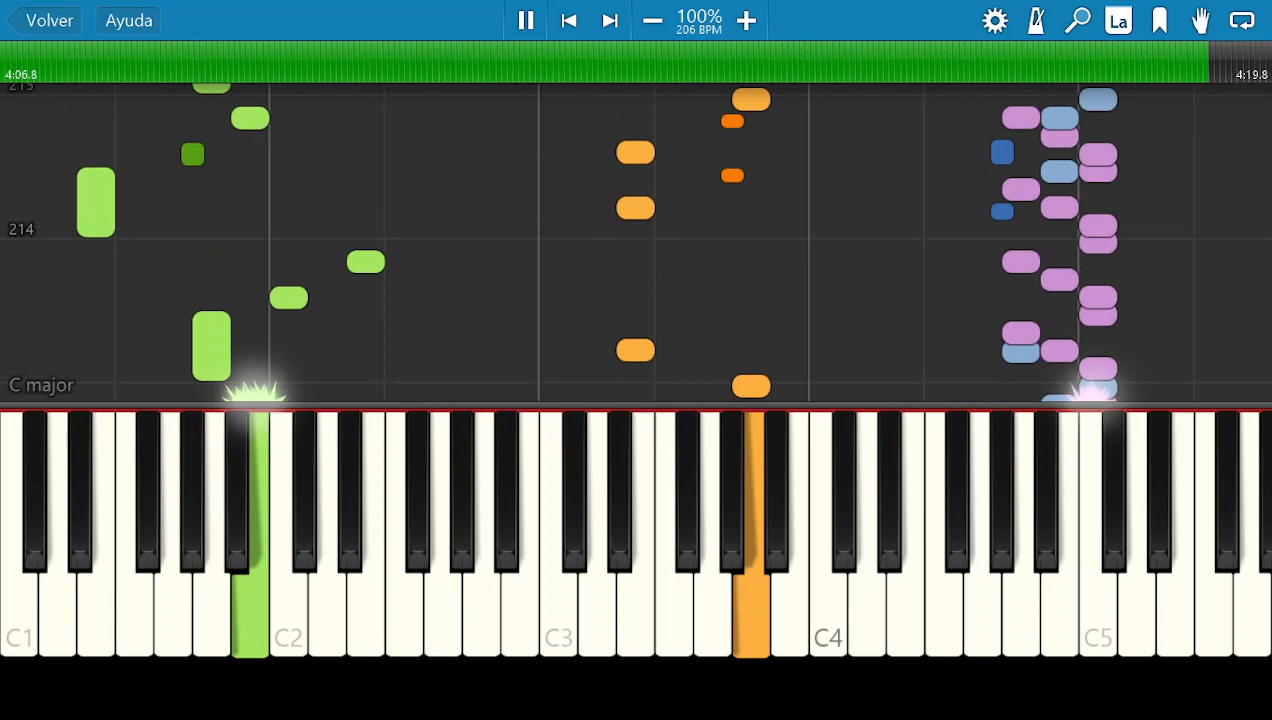 Volver
Ayuda
100%
206 BPM
La
4:06.8
4:19.8
215
214
C major
C1
C2
C3
C4
C5